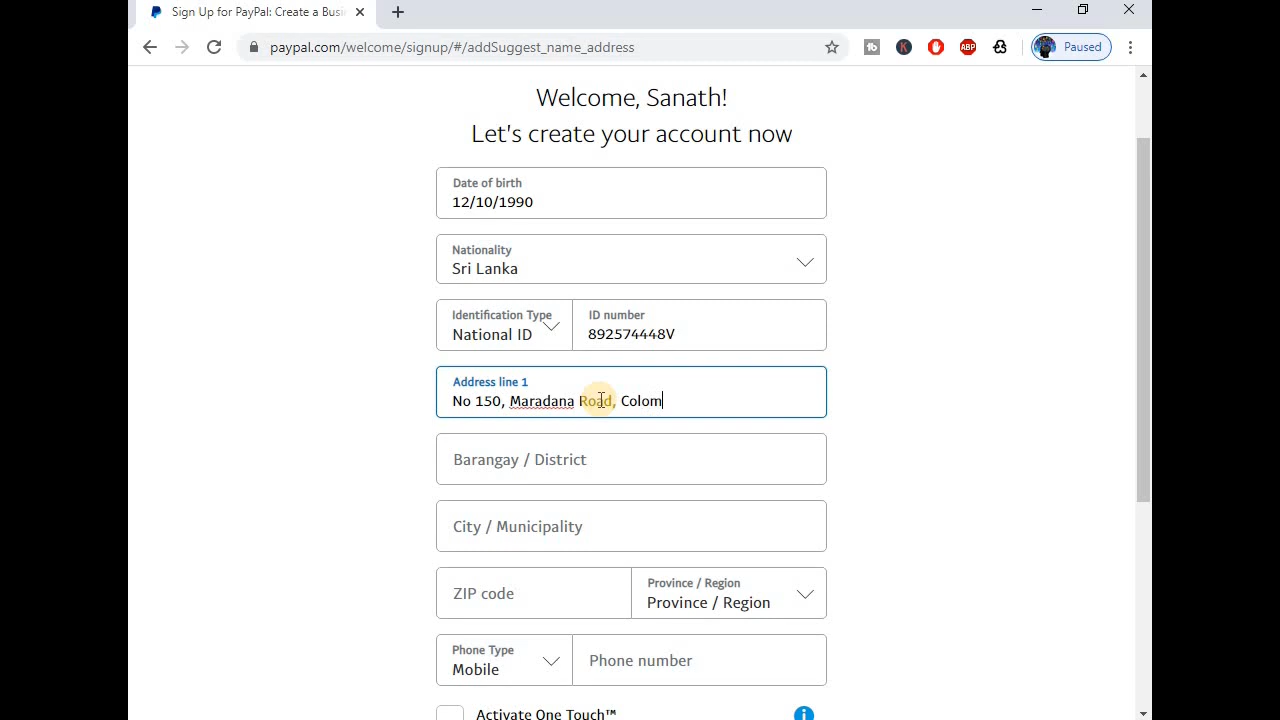 Sign Up for PayPal: Create a Busi
paypal.com/welcome/signup/#/addSuggest_name_address
Paused
Welcome, Sanath!
Let's create your account now
Date of birth
12/10/1990
Nationality
Sri Lanka
Identification Type
National ID
ID number
892574448V
Address line 1
No 150, Maradana Road, Colom
Barangay / District
City / Municipality
ZIP code
Province / Region
Province / Region
Phone Type
Mobile
Phone number
Activate One Touch™